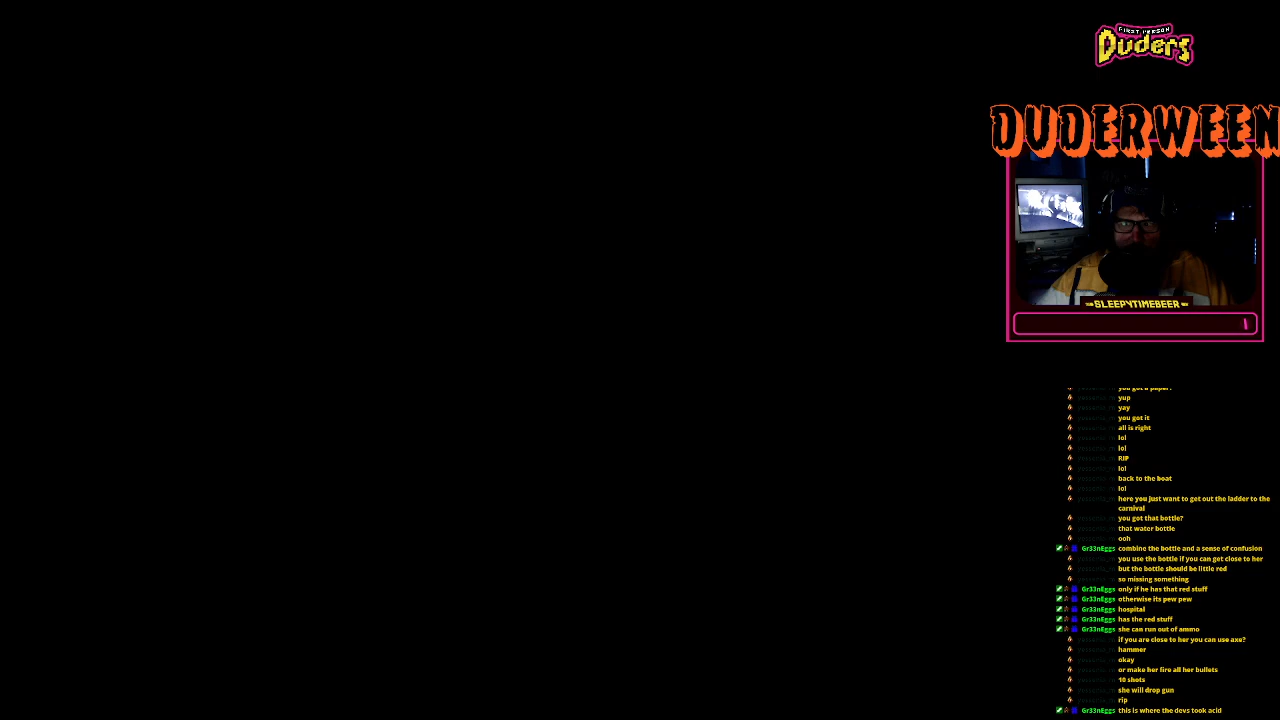 FIRST PERSON
Duders
DUDERWEEN
SLEEPYTIMEBEER
yup
yay
you got it
all is right
lol
lol
RIP
lol
back to the boat
lol
here you just want to get out the ladder to the
carnival
you got that bottle?
that water bottle
ooh
Gr33nEggs combine the bottle and a sense of confusion
you use the bottle if you can get close to her
but the bottle should be little red
so missing something
Gr33nEggs only if he has that red stuff
Gr33nEggs otherwise its pew pew
Gr33nEggs hospital
Gr33nEggs has the red stuff
Gr33nEggs she can run out of ammo
if you are close to her you can use axe?
hammer
okay
or make her fire all her bullets
10 shots
she will drop gun
rip
Gr33nEggs this is where the devs took acid